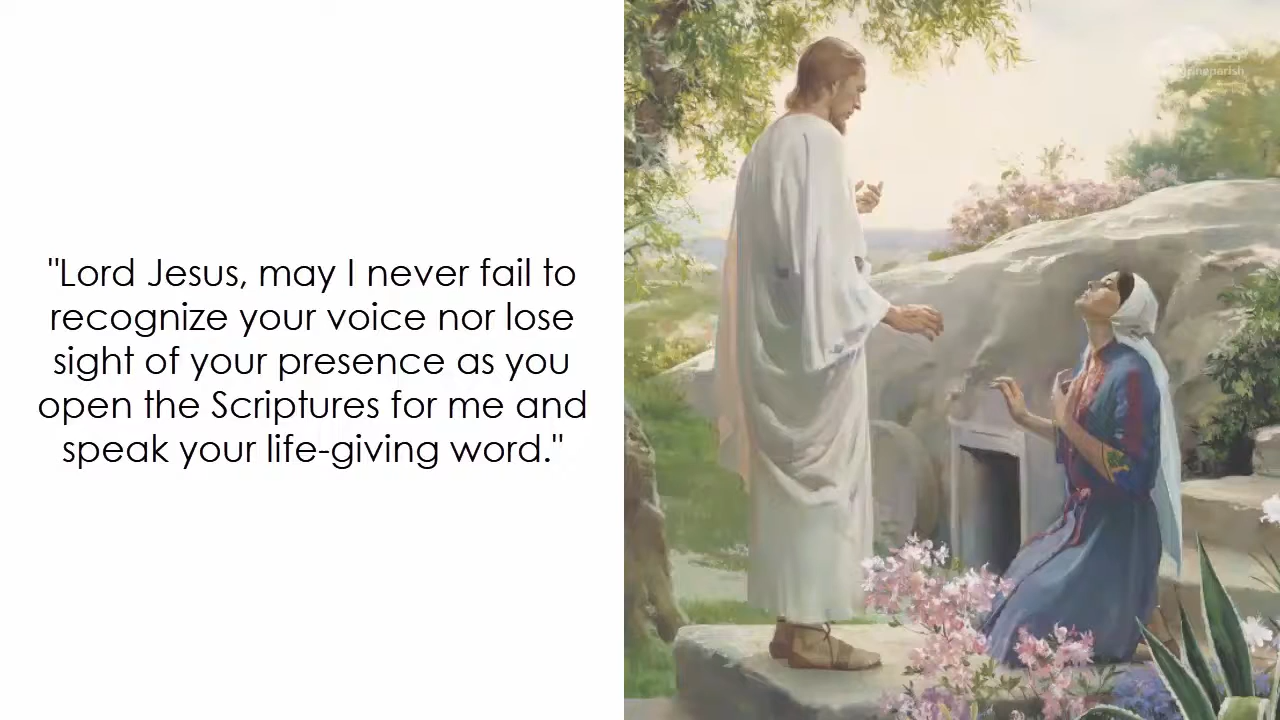 "Lord Jesus, may I never fail to
recognize your voice nor lose
sight of your presence as you
open the Scriptures for me and
speak your life-giving word."